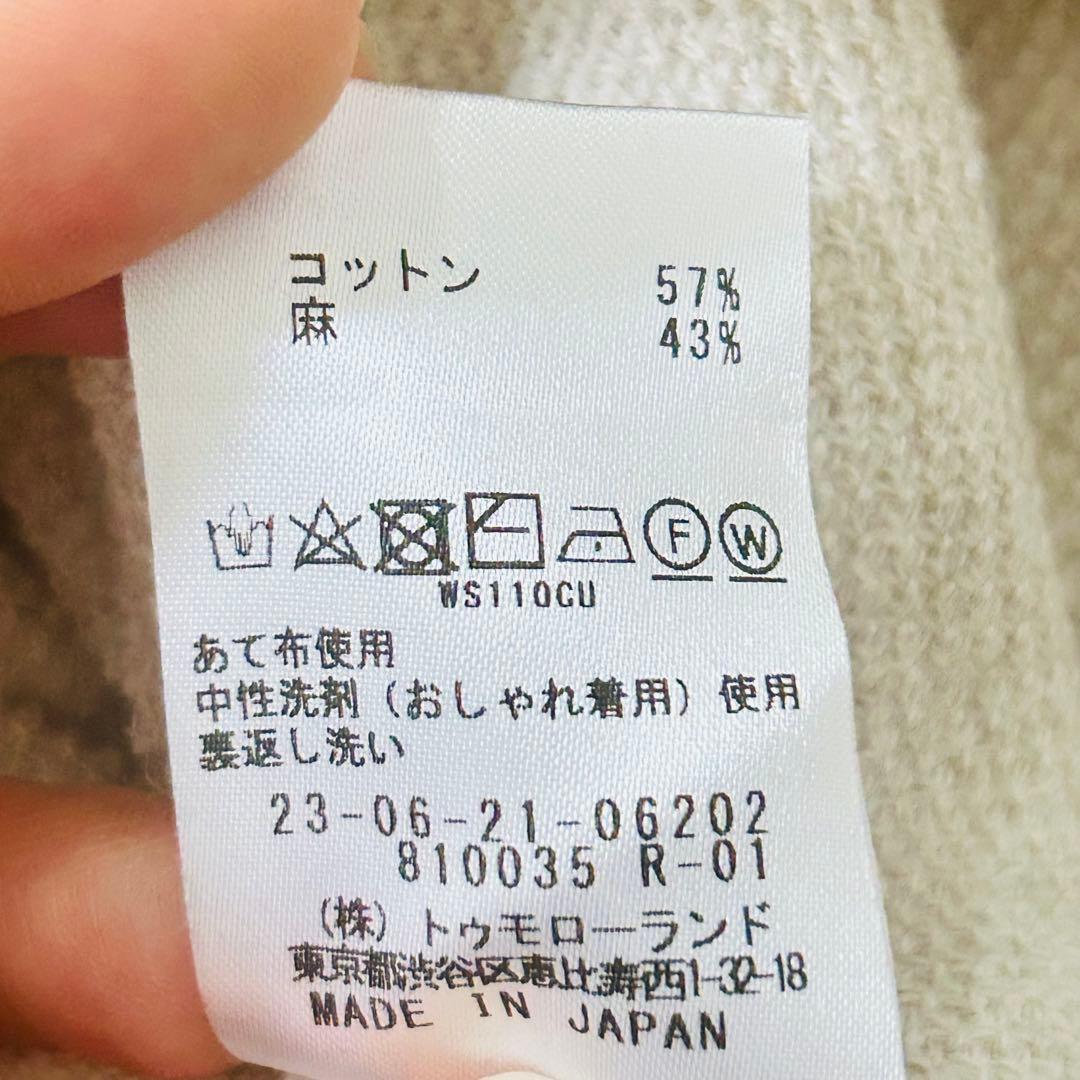 コットン 57%
麻 43%
F W
WS110CU
あて布使用
中性洗剤（おしゃれ着用）使用
裏返し洗い
23-06-21-06202
810035 R-01
（株）トゥモローランド
東京都渋谷区恵比寿西1-32-18
MADE IN JAPAN